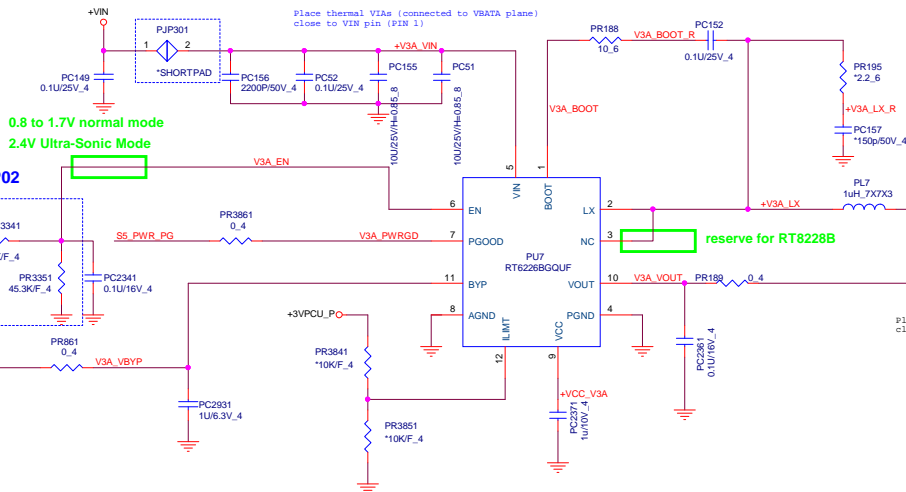 +VIN
Place thermal VIAs (connected to VBATA plane)
close to VIN pin (PIN 1)
PJP301
1
2
*SHORTPAD
PC149
0.1U/25V_4
PC156
2200P/50V_4
PC52
0.1U/25V_4
+V3A_VIN
PC155
10U/25V/H=0.85_8
PC51
10U/25V/H=0.85_8
PR188
10_6
V3A_BOOT_R
PC152
0.1U/25V_4
PR195
*2.2_6
+V3A_LX_R
PC157
*150p/50V_4
V3A_BOOT
0.8 to 1.7V normal mode
2.4V Ultra-Sonic Mode
V3A_EN
02
3341
/F_4
PR3351
45.3K/F_4
PC2341
0.1U/16V_4
S5_PWR_PG
PR3861
0_4
V3A_PWRGD
5
VIN
1
BOOT
6
EN
7
PGOOD
11
BYP
8
AGND
PU7
RT6226BGQUF
LX
2
NC
3
VOUT
10
PGND
4
ILIMT
12
VCC
9
+V3A_LX
PL7
1uH_7X7X3
reserve for RT8228B
V3A_VOUT
PR189
0_4
PC2361
0.1U/16V_4
Pl
cl
+3VPCU_P
PR3841
*10K/F_4
PR3851
*10K/F_4
+VCC_V3A
PC2371
1u/10V_4
PR861
0_4
V3A_VBYP
PC2931
1U/6.3V_4